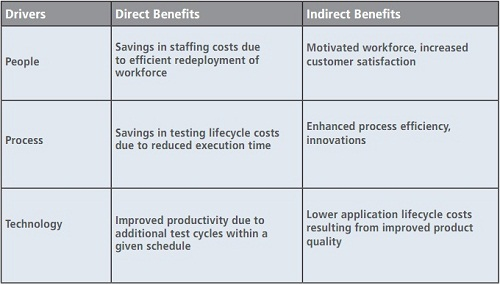 Drivers
Direct Benefits
Indirect Benefits
People
Savings in staffing costs due
to efficient redeployment of
workforce
Motivated workforce, increased
customer satisfaction
Process
Savings in testing lifecycle costs
due to reduced execution time
Enhanced process efficiency,
innovations
Technology
Improved productivity due to
additional test cycles within a
given schedule
Lower application lifecycle costs
resulting from improved product
quality